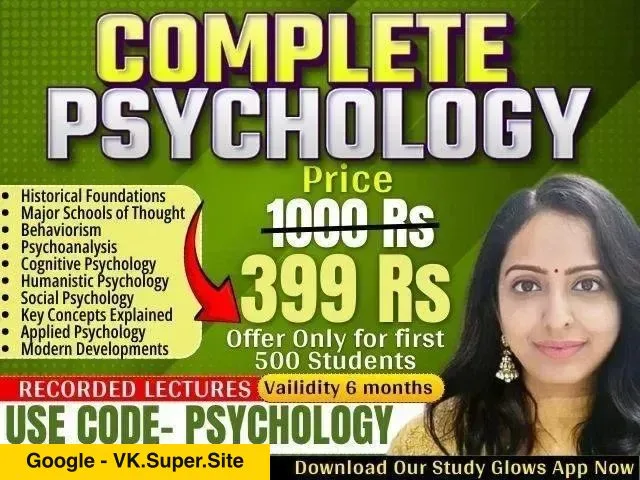 COMPLETE
PSYCHOLOGY
Price
1000 Rs
399 Rs
Offer Only for first
500 Students
• Historical Foundations
• Major Schools of Thought
• Behaviorism
• Psychoanalysis
• Cognitive Psychology
• Humanistic Psychology
• Social Psychology
• Key Concepts Explained
• Applied Psychology
• Modern Developments
RECORDED LECTURES
Vailidity 6 months
USE CODE- PSYCHOLOGY
Google - VK.Super.Site
Download Our Study Glows App Now